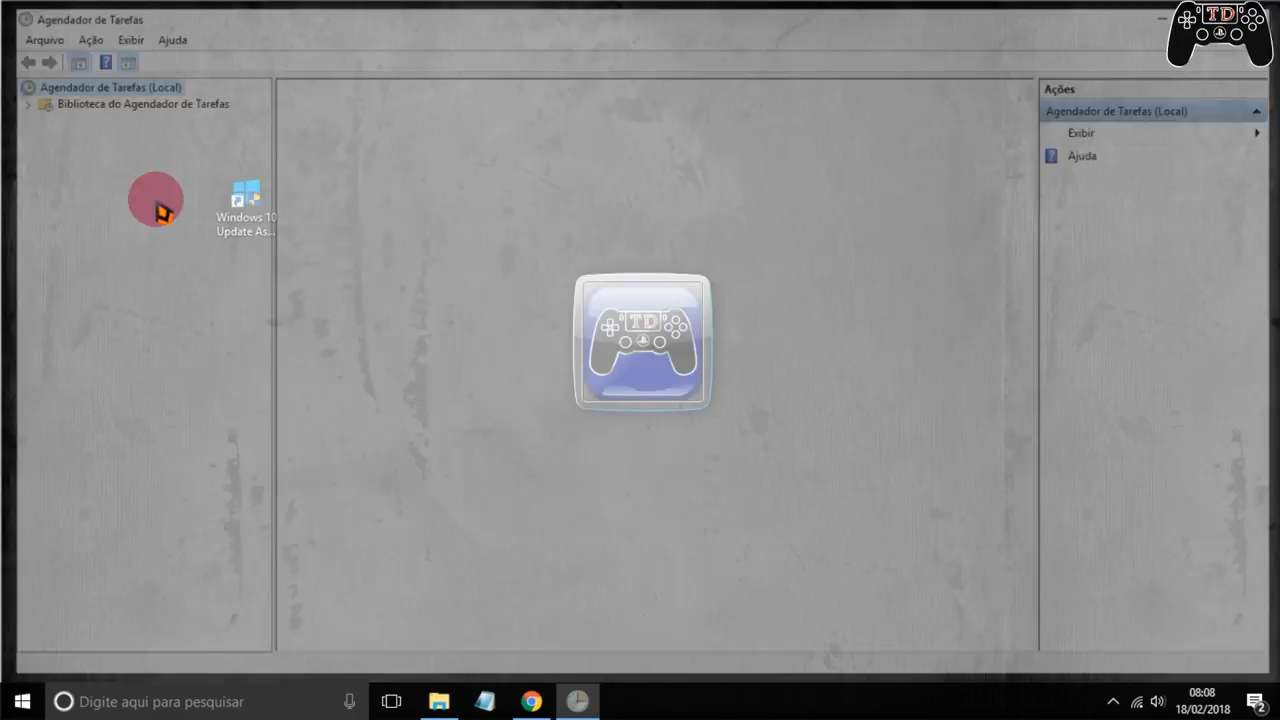 Agendador de Tarefas
TD
Arquivo Ação Exibir Ajuda
Agendador de Tarefas (Local)
Biblioteca do Agendador de Tarefas
Ações
Agendador de Tarefas (Local)
Exibir
Ajuda
Windows 10
Update As...
TD
Digite aqui para pesquisar
08:08
18/02/2018
2